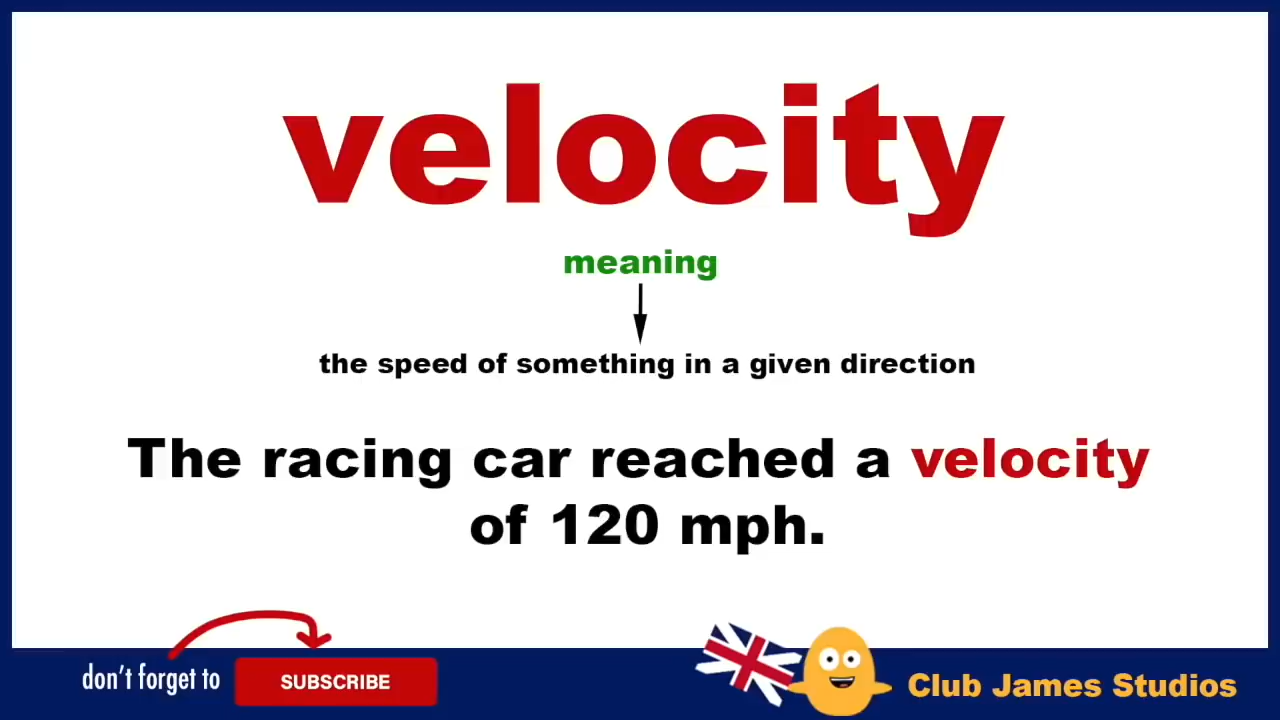 velocity
meaning
the speed of something in a given direction
The racing car reached a velocity
of 120 mph.
don't forget to
SUBSCRIBE
Club James Studios